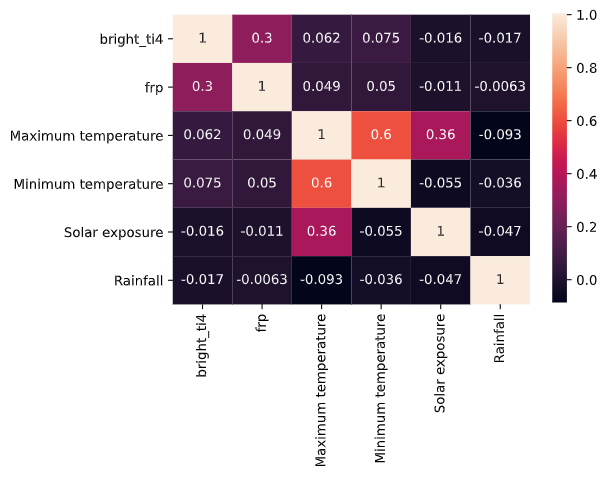 bright_ti4 1 0.3 0.062 0.075 -0.016 -0.017
frp 0.3 1 0.049 0.05 -0.011 -0.0063
Maximum temperature 0.062 0.049 1 0.6 0.36 -0.093
Minimum temperature 0.075 0.05 0.6 1 -0.055 -0.036
Solar exposure -0.016 -0.011 0.36 -0.055 1 -0.047
Rainfall -0.017 -0.0063 -0.093 -0.036 -0.047 1
bright_ti4
frp
Maximum temperature
Minimum temperature
Solar exposure
Rainfall
1.0
0.8
0.6
0.4
0.2
0.0